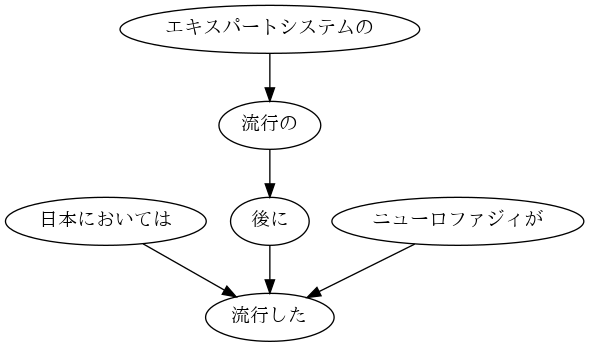 エキスパートシステムの
流行の
日本においては
後に
ニューロファジィが
流行した